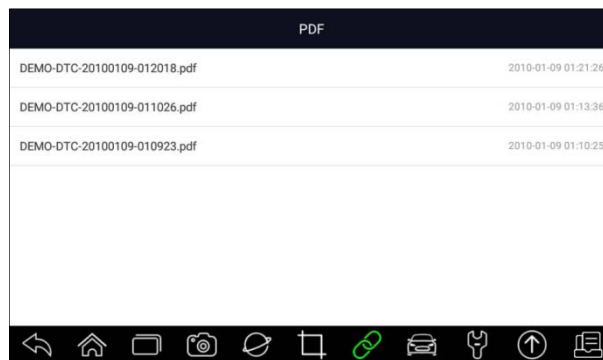 PDF
DEMO-DTC-20100109-012018.pdf 2010-01-09 01:21:26
DEMO-DTC-20100109-011026.pdf 2010-01-09 01:13:36
DEMO-DTC-20100109-010923.pdf 2010-01-09 01:10:25